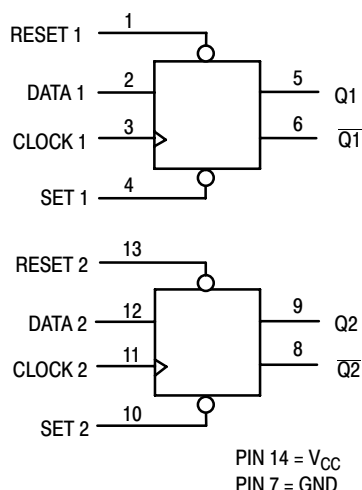 RESET 1 1
DATA 1 2 5 Q1
CLOCK 1 3 6 Q1̅
SET 1 4
RESET 2 13
DATA 2 12 9 Q2
CLOCK 2 11 8 Q2̅
SET 2 10
PIN 14 = VCC
PIN 7 = GND